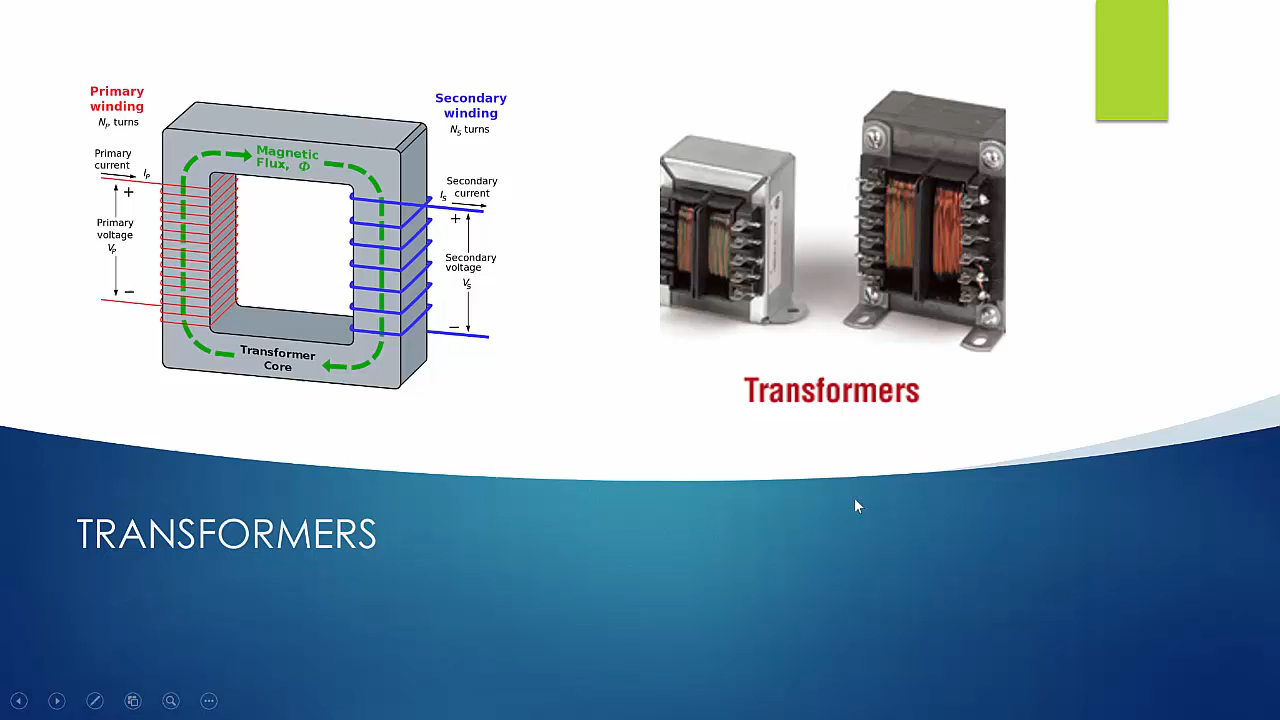 Primary
winding
NP turns
Primary
current
IP
+
Primary
voltage
VP
−
Magnetic
Flux, Φ
Transformer
Core
Secondary
winding
NS turns
IS
Secondary
current
+
Secondary
voltage
VS
−
Transformers
TRANSFORMERS